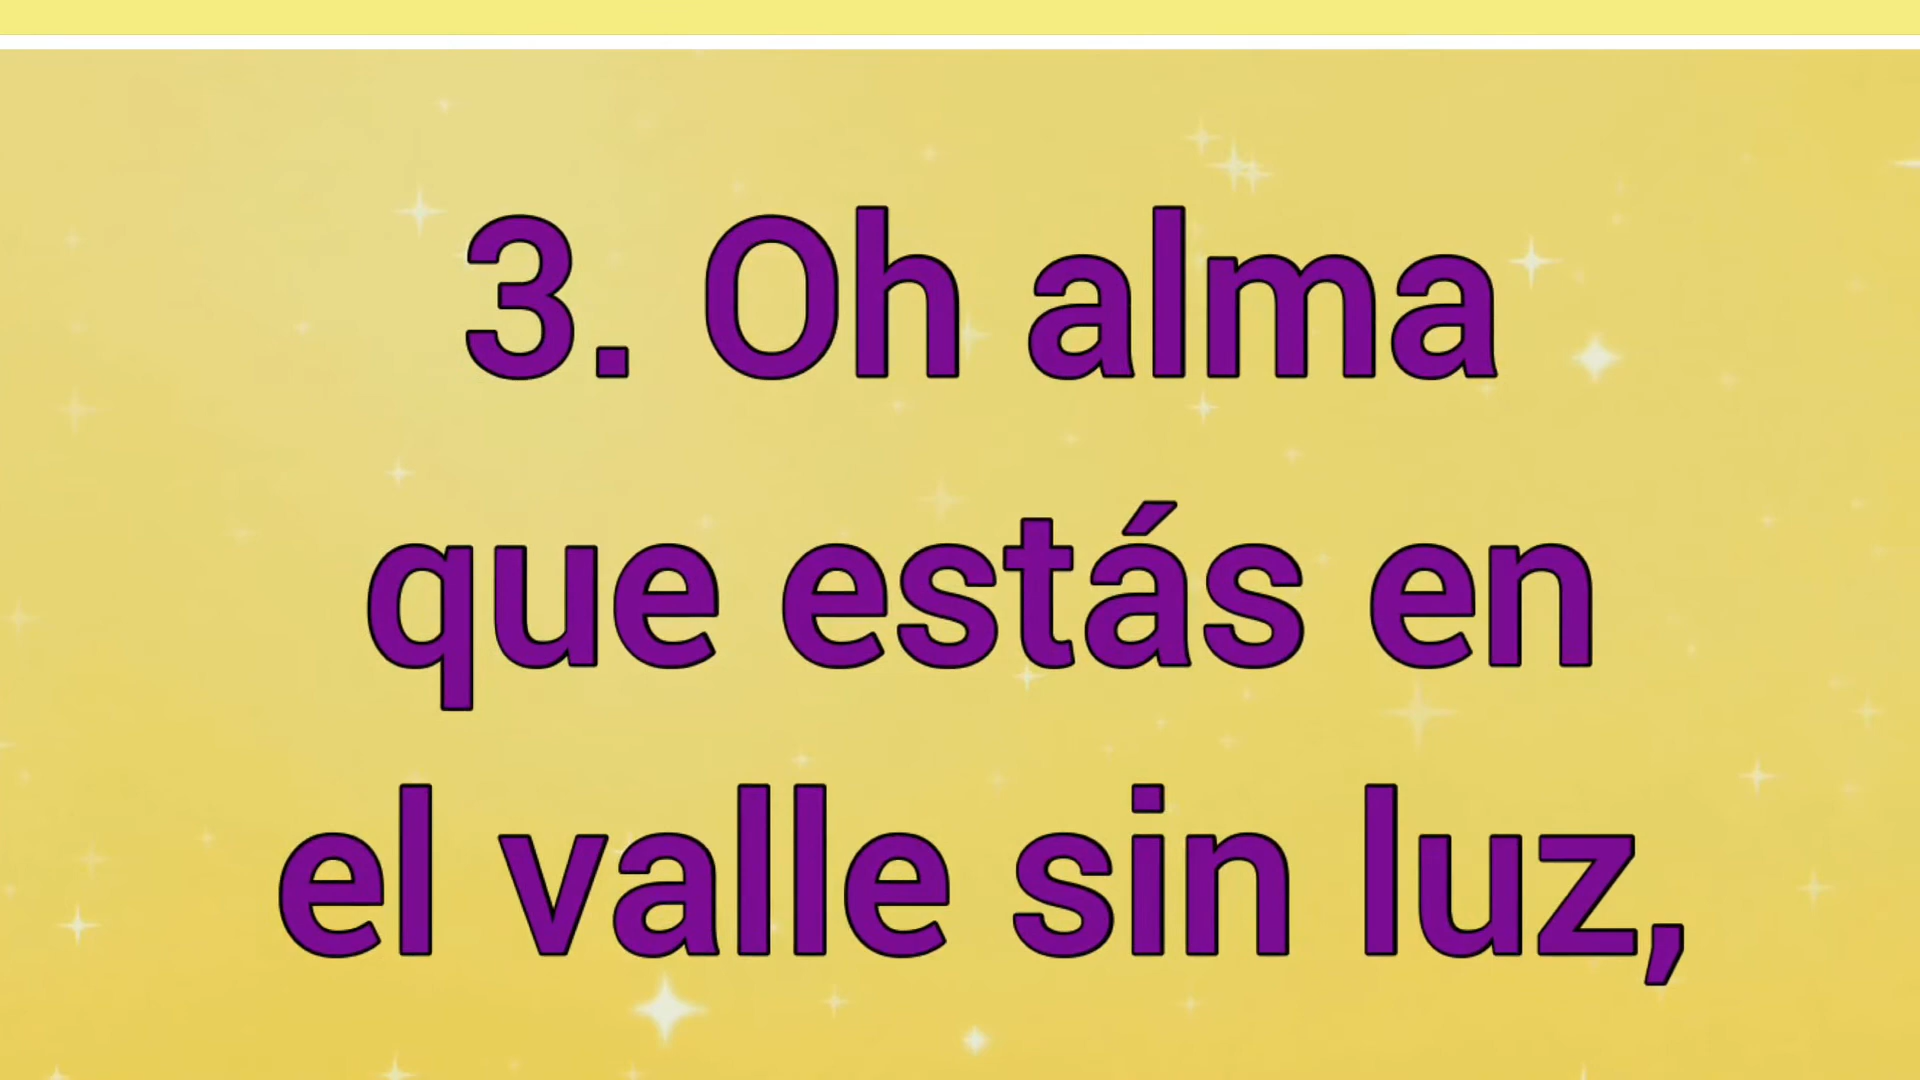 3. Oh alma
que estás en
el valle sin luz,